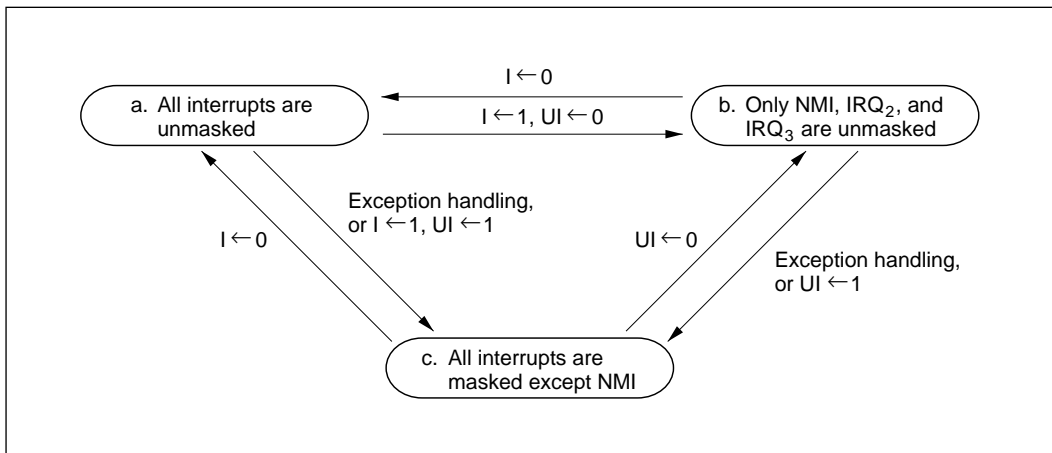 I ← 0
a. All interrupts are
unmasked
I ← 1, UI ← 0
b. Only NMI, IRQ2, and
IRQ3 are unmasked
Exception handling,
or I ← 1, UI ← 1
I ← 0
UI ← 0
Exception handling,
or UI ← 1
c. All interrupts are
masked except NMI